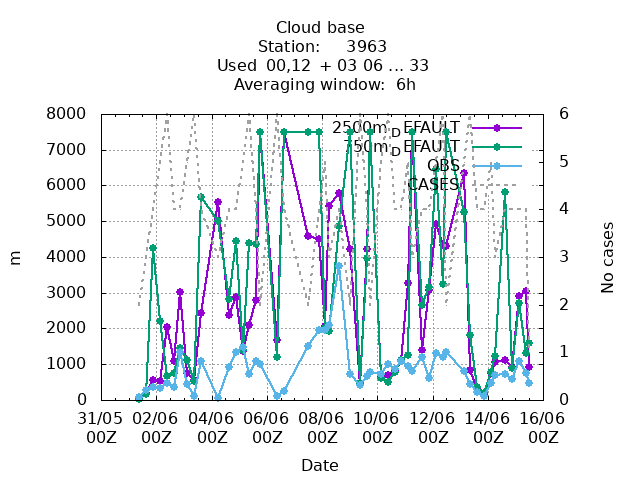 Cloud base
Station: 3963
Used 00,12 + 03 06 ... 33
Averaging window: 6h
8000
7000
6000
5000
4000
3000
2000
1000
0
m
6
5
4
3
2
1
0
No cases
2500m_DEFAULT
750m_DEFAULT
OBS
CASES
31/05 02/06 04/06 06/06 08/06 10/06 12/06 14/06 16/06
00Z 00Z 00Z 00Z 00Z 00Z 00Z 00Z 00Z
Date